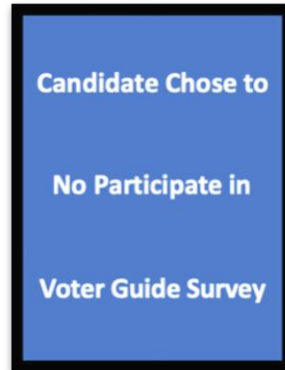 Candidate Chose to
No Participate in
Voter Guide Survey